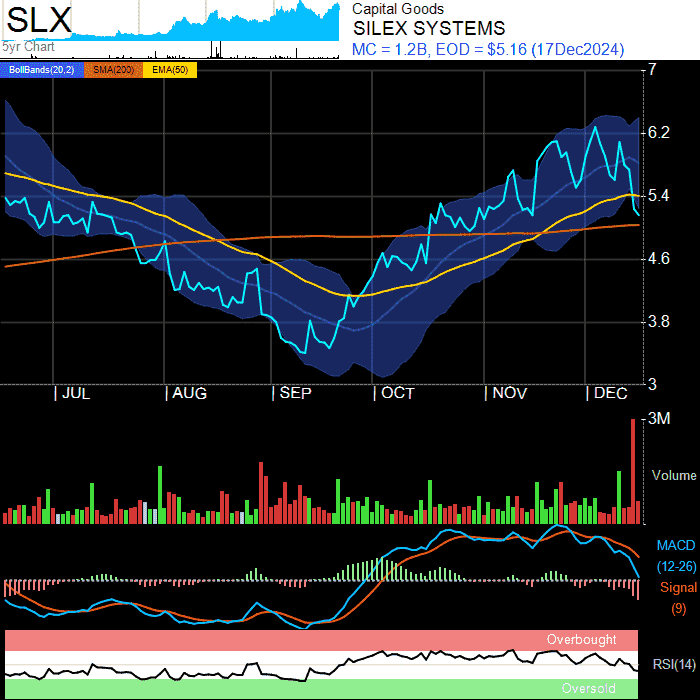 SLX
5yr Chart
Capital Goods
SILEX SYSTEMS
MC = 1.2B, EOD = $5.16 (17Dec2024)
BollBands(20,2) SMA(200) EMA(50)
7
6.2
5.4
4.6
3.8
3
JUL AUG SEP OCT NOV DEC
3M
Volume
MACD
(12-26)
Signal
(9)
Overbought
RSI(14)
Oversold